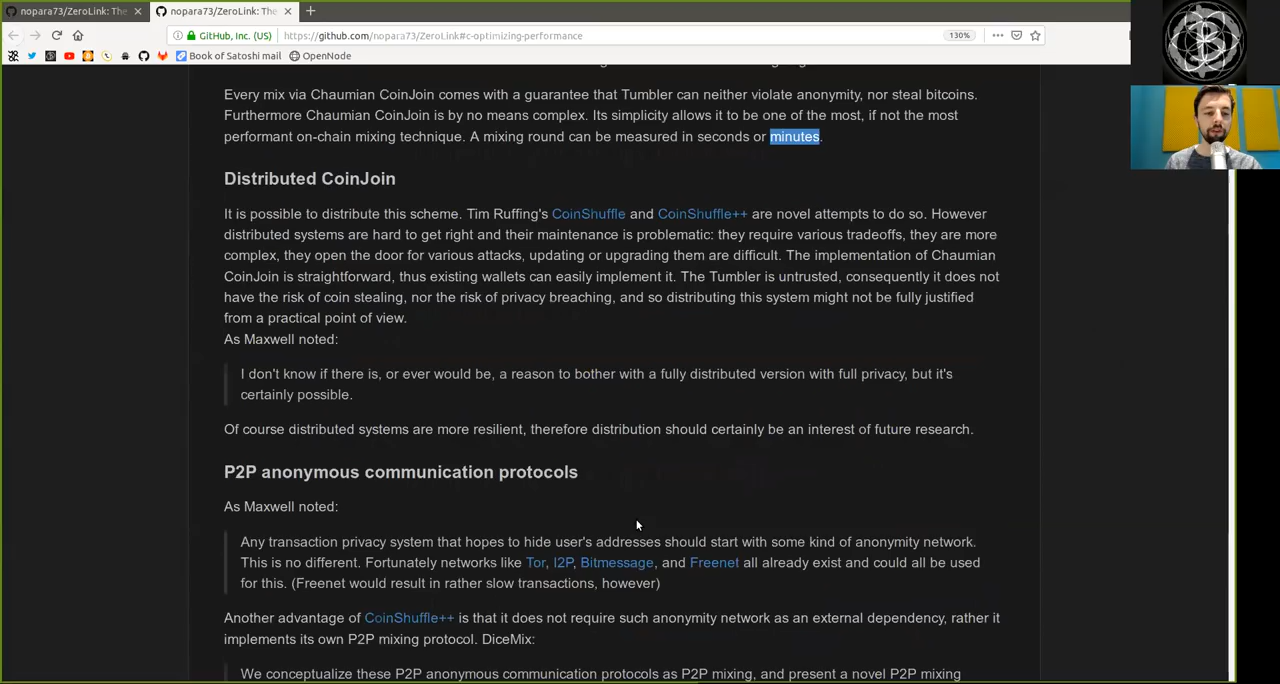 nopara73/ZeroLink: The
nopara73/ZeroLink: The
GitHub, Inc. (US)
https://github.com/nopara73/ZeroLink#c-optimizing-performance
130%
Book of Satoshi mail
OpenNode
Every mix via Chaumian CoinJoin comes with a guarantee that Tumbler can neither violate anonymity, nor steal bitcoins.
Furthermore Chaumian CoinJoin is by no means complex. Its simplicity allows it to be one of the most, if not the most
performant on-chain mixing technique. A mixing round can be measured in seconds or minutes.
Distributed CoinJoin
It is possible to distribute this scheme. Tim Ruffing's CoinShuffle and CoinShuffle++ are novel attempts to do so. However
distributed systems are hard to get right and their maintenance is problematic: they require various tradeoffs, they are more
complex, they open the door for various attacks, updating or upgrading them are difficult. The implementation of Chaumian
CoinJoin is straightforward, thus existing wallets can easily implement it. The Tumbler is untrusted, consequently it does not
have the risk of coin stealing, nor the risk of privacy breaching, and so distributing this system might not be fully justified
from a practical point of view.
As Maxwell noted:
I don't know if there is, or ever would be, a reason to bother with a fully distributed version with full privacy, but it's
certainly possible.
Of course distributed systems are more resilient, therefore distribution should certainly be an interest of future research.
P2P anonymous communication protocols
As Maxwell noted:
Any transaction privacy system that hopes to hide user's addresses should start with some kind of anonymity network.
This is no different. Fortunately networks like Tor, I2P, Bitmessage, and Freenet all already exist and could all be used
for this. (Freenet would result in rather slow transactions, however)
Another advantage of CoinShuffle++ is that it does not require such anonymity network as an external dependency, rather it
implements its own P2P mixing protocol. DiceMix:
We conceptualize these P2P anonymous communication protocols as P2P mixing, and present a novel P2P mixing